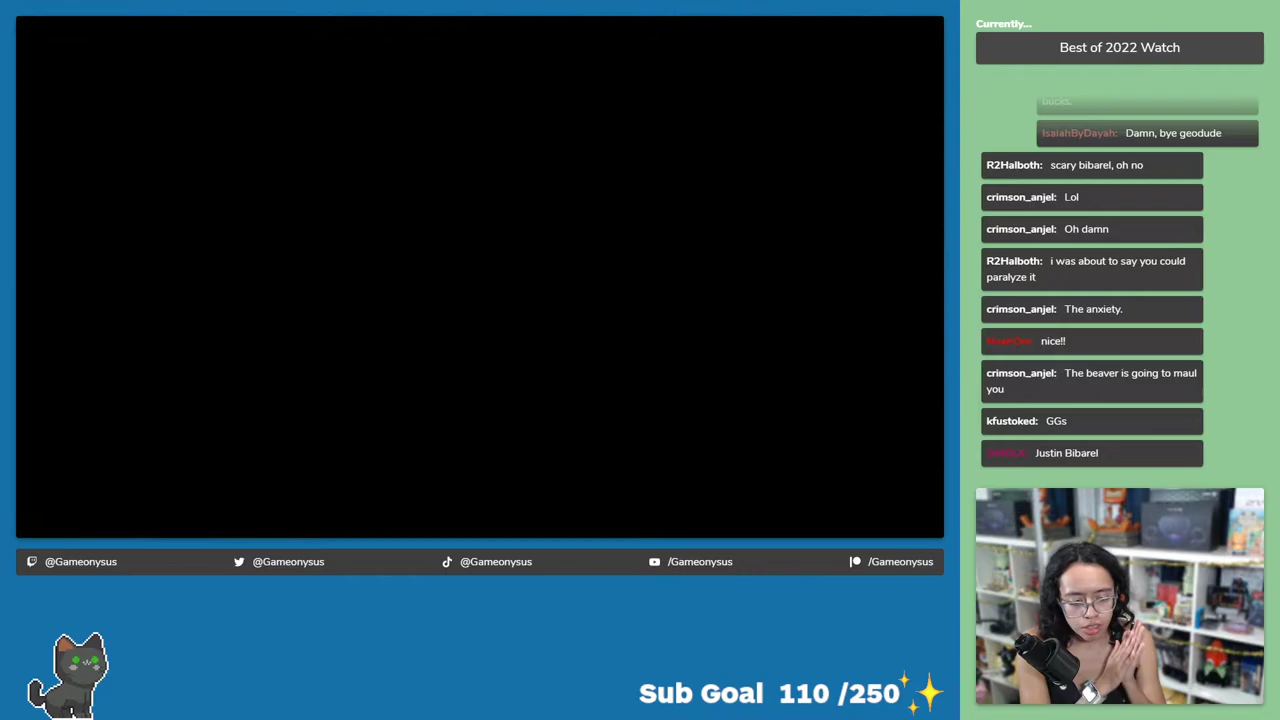 Currently...
Best of 2022 Watch
bucks.
IsaiahByDayah: Damn, bye geodude
R2Halboth: scary bibarel, oh no
crimson_anjel: Lol
crimson_anjel: Oh damn
R2Halboth: i was about to say you could
paralyze it
crimson_anjel: The anxiety.
nice!!
crimson_anjel: The beaver is going to maul
you
kfustoked: GGs
Justin Bibarel
@Gameonysus @Gameonysus @Gameonysus /Gameonysus /Gameonysus
Sub Goal 110 /250